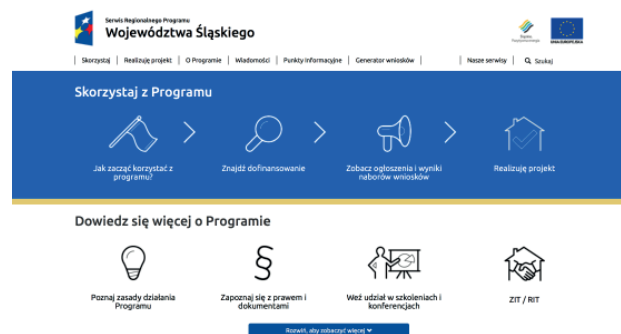 Serwis Regionalnego Programu
Województwa Śląskiego
UNIA EUROPEJSKA
Skorzystaj | Realizuję projekt | O Programie | Wiadomości | Punkty Informacyjne | Generator wniosków | | Nasze serwisy | Szukaj
Skorzystaj z Programu
Jak zacząć korzystać z programu?
Znajdź dofinansowanie
Zobacz ogłoszenia i wyniki naborów wniosków
Realizuję projekt
Dowiedz się więcej o Programie
Poznaj zasady działania Programu
Zapoznaj się z prawem i dokumentami
Weź udział w szkoleniach i konferencjach
ZIT / RIT
Rozwiń, aby zobaczyć więcej